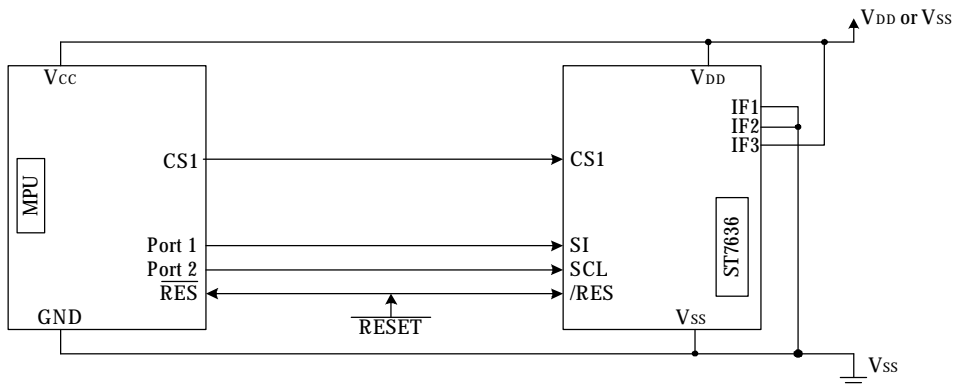 VDD or VSS
VCC
VDD
IF1
IF2
IF3
CS1
CS1
MPU
ST7636
Port 1
SI
Port 2
SCL
RES
/RES
GND
RESET
VSS
VSS